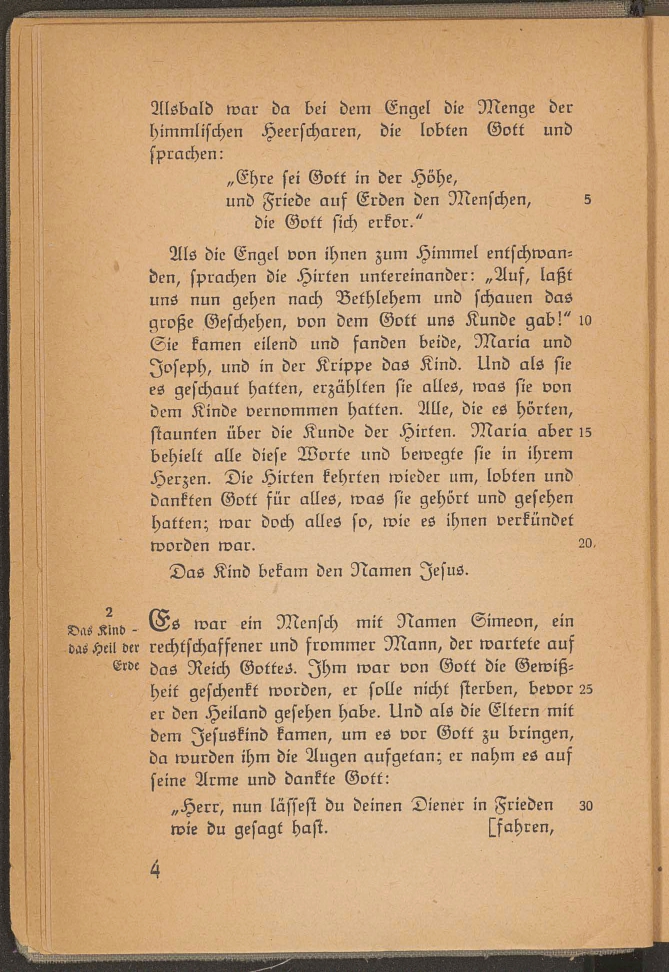 Alsbald war da bei dem Engel die Menge der
himmlischen Heerscharen, die lobten Gott und
sprachen:
„Ehre sei Gott in der Höhe,
und Friede auf Erden den Menschen, 5
die Gott sich erkor.“
Als die Engel von ihnen zum Himmel entschwan-
den, sprachen die Hirten untereinander: „Auf, laßt
uns nun gehen nach Bethlehem und schauen das
große Geschehen, von dem Gott uns Kunde gab!“ 10
Sie kamen eilend und fanden beide, Maria und
Joseph, und in der Krippe das Kind. Und als sie
es geschaut hatten, erzählten sie alles, was sie von
dem Kinde vernommen hatten. Alle, die es hörten,
staunten über die Kunde der Hirten. Maria aber 15
behielt alle diese Worte und bewegte sie in ihrem
Herzen. Die Hirten kehrten wieder um, lobten und
dankten Gott für alles, was sie gehört und gesehen
hatten; war doch alles so, wie es ihnen verkündet
worden war. 20.
Das Kind bekam den Namen Jesus.
2
Das Kind -
das Heil der
Erde
Es war ein Mensch mit Namen Simeon, ein
rechtschaffener und frommer Mann, der wartete auf
das Reich Gottes. Ihm war von Gott die Gewiß-
heit geschenkt worden, er solle nicht sterben, bevor 25
er den Heiland gesehen habe. Und als die Eltern mit
dem Jesuskind kamen, um es vor Gott zu bringen,
da wurden ihm die Augen aufgetan; er nahm es auf
seine Arme und dankte Gott:
„Herr, nun lässest du deinen Diener in Frieden 30
wie du gesagt hast. [fahren,
4